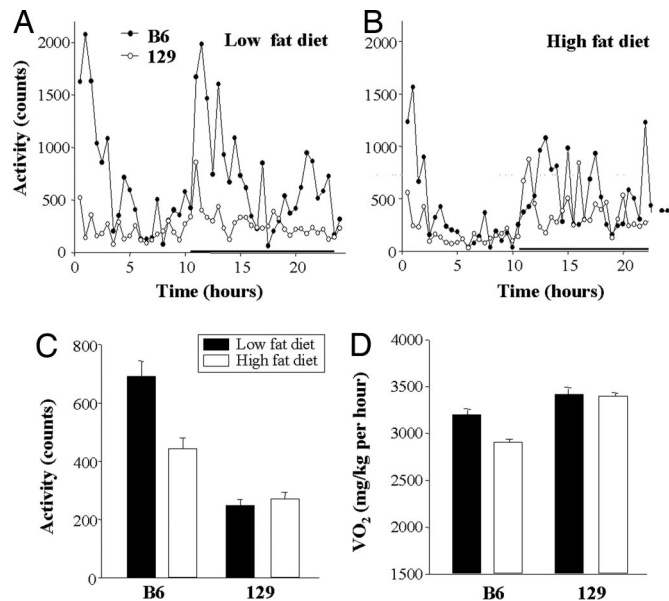 A
B
B6
129
Low fat diet
High fat diet
Activity (counts)
2000
1500
1000
500
0
2000
1500
1000
500
0
0 5 10 15 20
0 5 10 15 20
Time (hours)
Time (hours)
C
D
Low fat diet
High fat diet
Activity (counts)
800
600
400
200
0
B6 129
VO₂ (mg/kg per hour)
4000
3500
3000
2500
2000
1500
B6 129